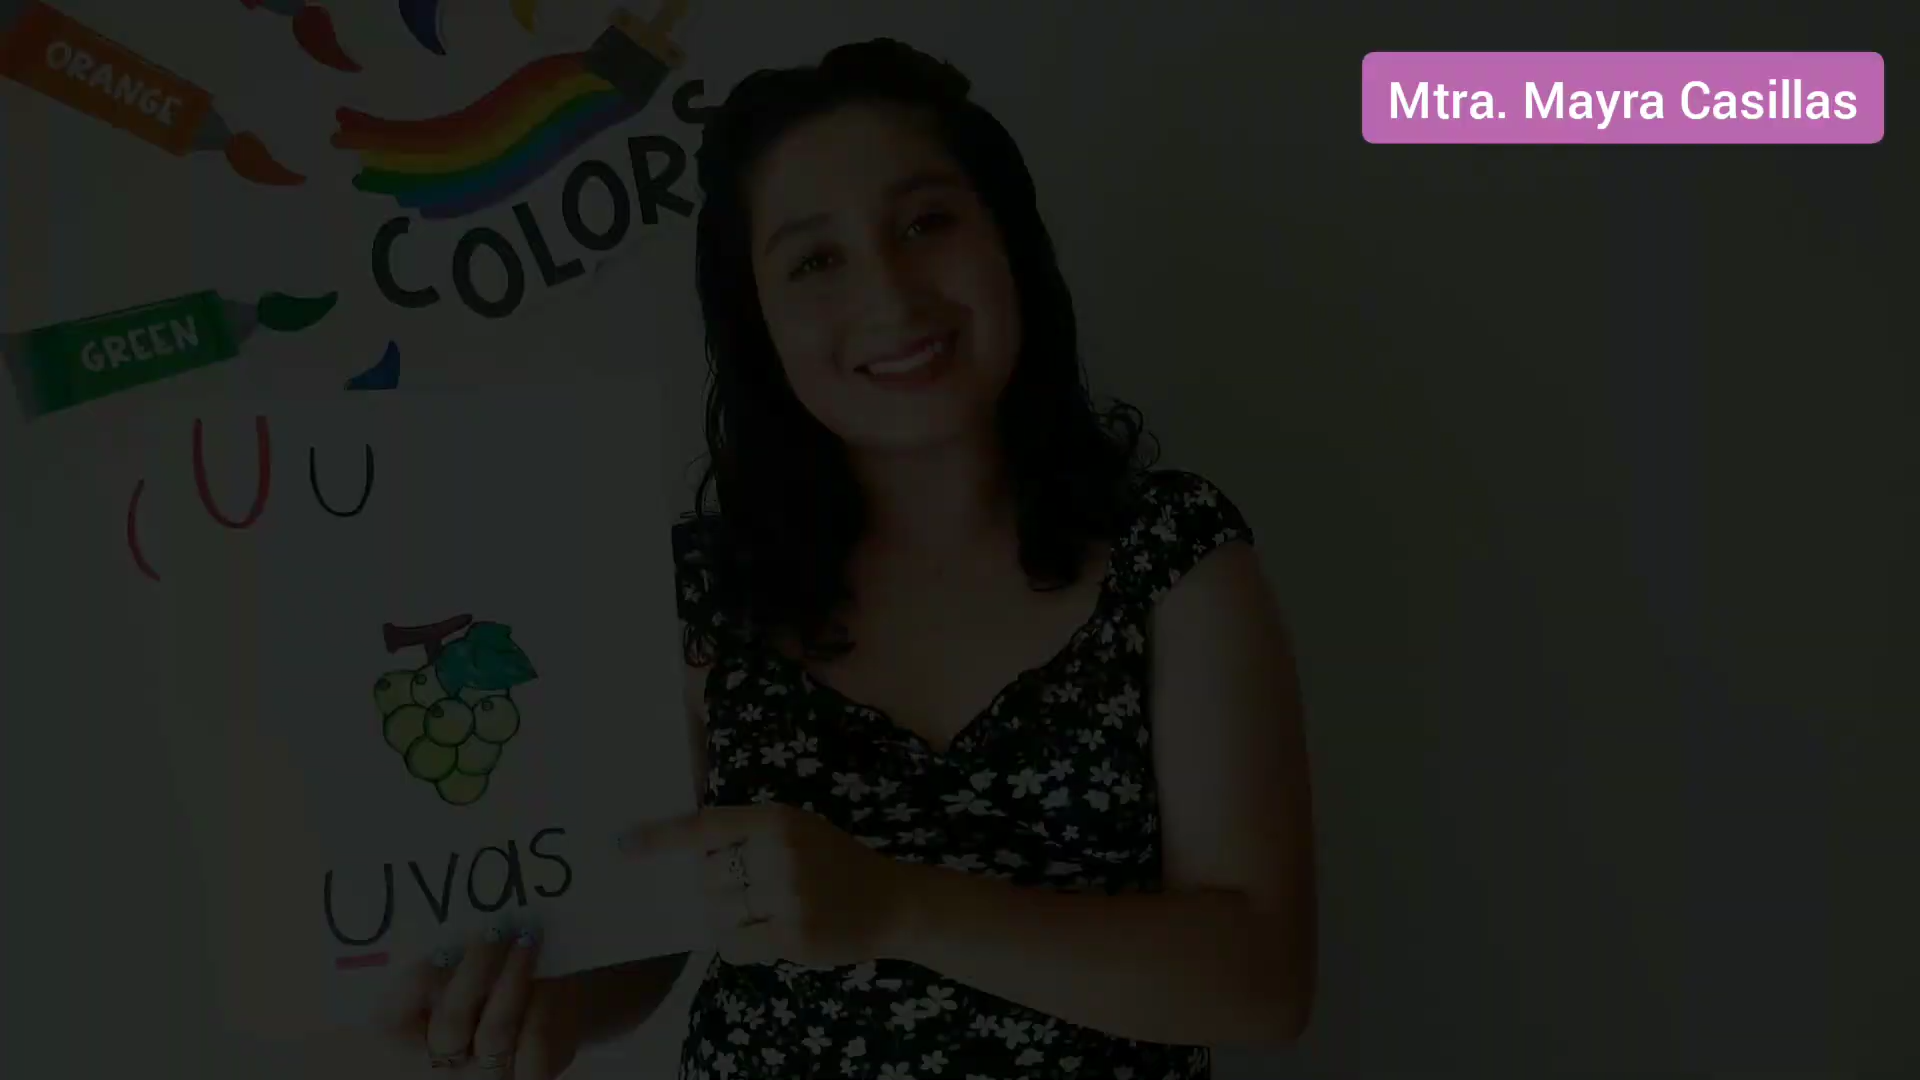 Mtra. Mayra Casillas
ORANGE
COLORS
GREEN
U u
uvas